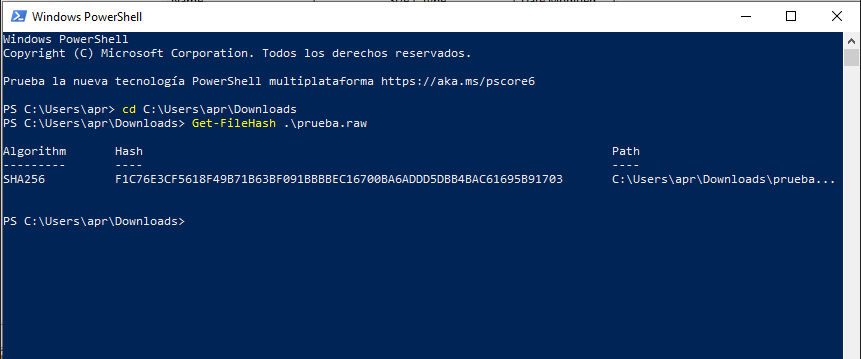 Windows PowerShell
Windows PowerShell
Copyright (C) Microsoft Corporation. Todos los derechos reservados.
Prueba la nueva tecnología PowerShell multiplataforma https://aka.ms/pscore6
PS C:\Users\apr> cd C:\Users\apr\Downloads
PS C:\Users\apr\Downloads> Get-FileHash .\prueba.raw
Algorithm Hash Path
--------- ---- ----
SHA256 F1C76E3CF5618F49B71B63BF091BBBBEC16700BA6ADDD5DBB4BAC61695B91703 C:\Users\apr\Downloads\prueba...
PS C:\Users\apr\Downloads>